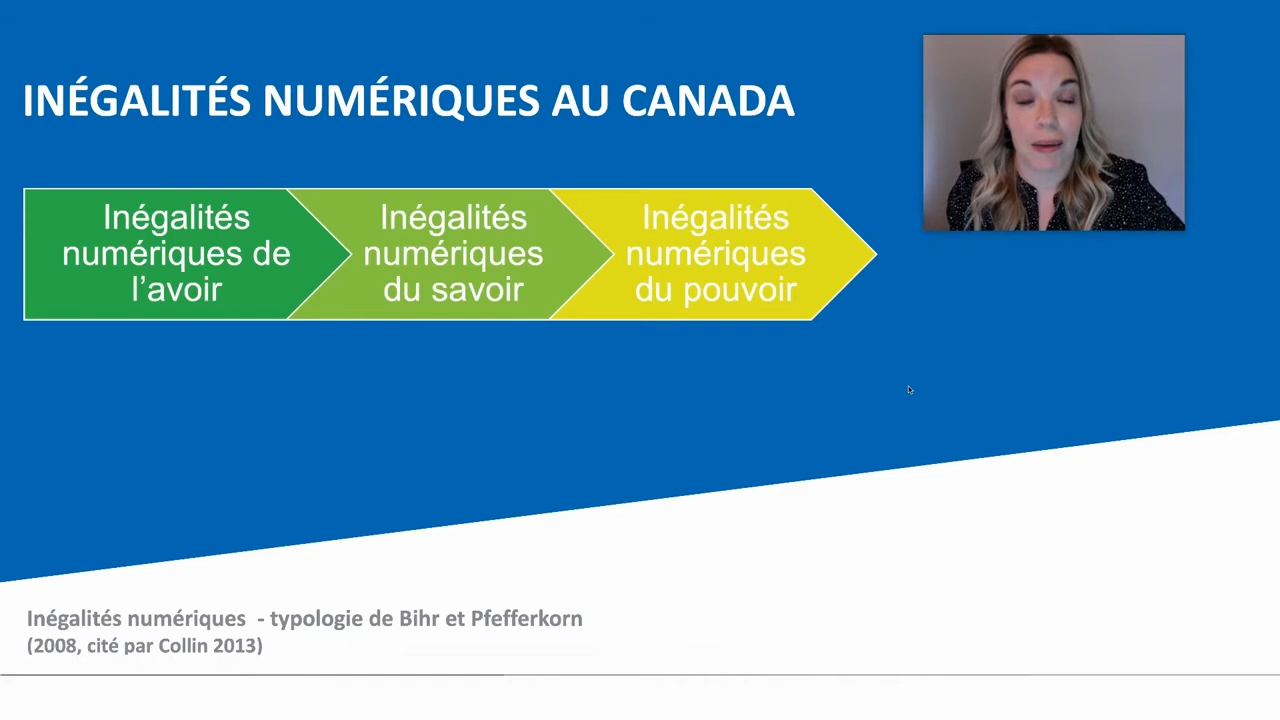 INÉGALITÉS NUMÉRIQUES AU CANADA
Inégalités
numériques de
l’avoir
Inégalités
numériques
du savoir
Inégalités
numériques
du pouvoir
Inégalités numériques  - typologie de Bihr et Pfefferkorn
(2008, cité par Collin 2013)